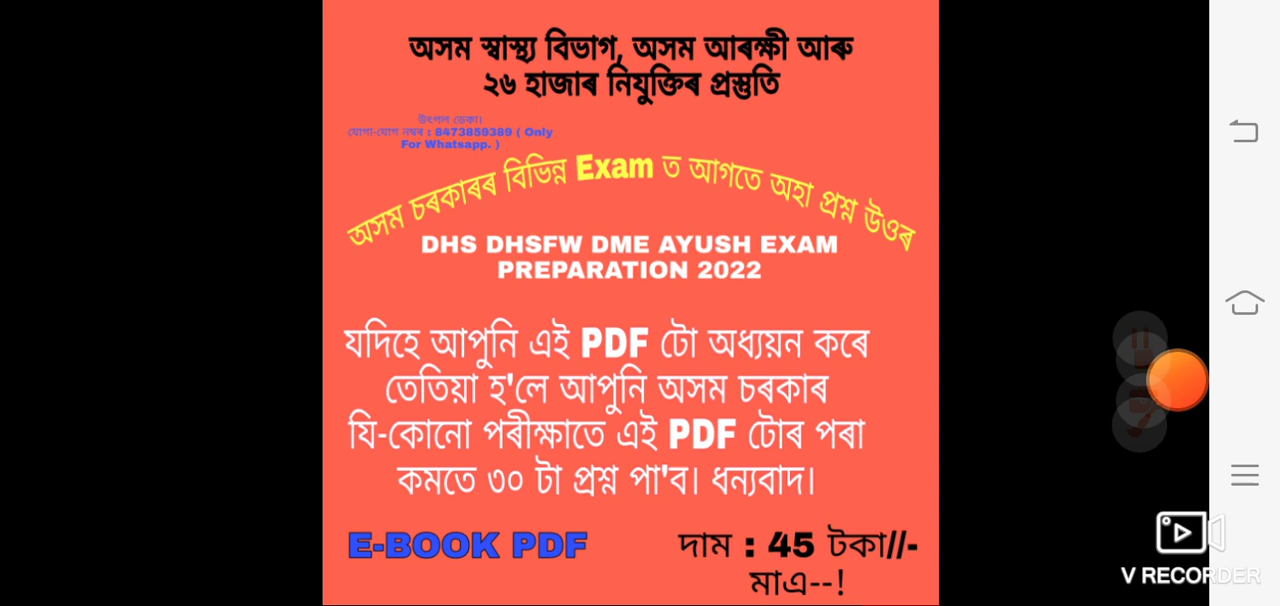 অসম স্বাস্থ্য বিভাগ, অসম আৰক্ষী আৰু
২৬ হাজাৰ নিযুক্তিৰ প্ৰস্তুতি
উৎপল ডেকা।
যোগা-যোগ নম্বৰ : 8473859389 ( Only
For Whatsapp. )
অসম চৰকাৰৰ বিভিন্ন Exam ত আগতে অহা প্ৰশ্ন উওৰ
DHS DHSFW DME AYUSH EXAM
PREPARATION 2022
যদিহে আপুনি এই PDF টো অধ্যয়ন কৰে
তেতিয়া হ'লে আপুনি অসম চৰকাৰ
যি-কোনো পৰীক্ষাতে এই PDF টোৰ পৰা
কমতে ৩০ টা প্ৰশ্ন পা'ব। ধন্যবাদ।
E-BOOK PDF
দাম : 45 টকা//-
মাএ--!
V RECORDER